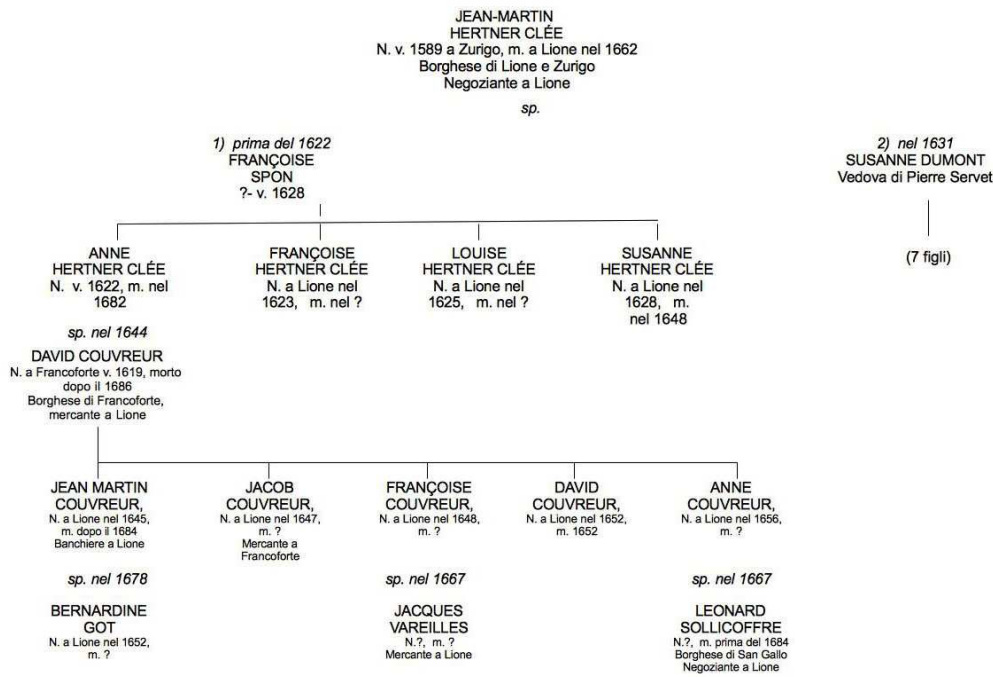 JEAN-MARTIN
HERTNER CLÉE
N. v. 1589 a Zurigo, m. a Lione nel 1662
Borghese di Lione e Zurigo
Negoziante a Lione
sp.
1) prima del 1622
FRANÇOISE
SPON
?- v. 1628
2) nel 1631
SUSANNE DUMONT
Vedova di Pierre Servet
ANNE
HERTNER CLÉE
N. v. 1622, m. nel
1682
FRANÇOISE
HERTNER CLÉE
N. a Lione nel
1623, m. nel ?
LOUISE
HERTNER CLÉE
N. a Lione nel
1625, m. nel ?
SUSANNE
HERTNER CLÉE
N. a Lione nel
1628, m.
nel 1648
(7 figli)
sp. nel 1644
DAVID COUVREUR
N. a Francoforte v. 1619, morto
dopo il 1686
Borghese di Francoforte,
mercante a Lione
JEAN MARTIN
COUVREUR,
N. a Lione nel 1645,
m. dopo il 1684
Banchiere a Lione
JACOB
COUVREUR,
N. a Lione nel 1647,
m. ?
Mercante a
Francoforte
FRANÇOISE
COUVREUR,
N. a Lione nel 1648,
m. ?
DAVID
COUVREUR,
N. a Lione nel 1652,
m. 1652
ANNE
COUVREUR,
N. a Lione nel 1656,
m. ?
sp. nel 1678
BERNARDINE
GOT
N. a Lione nel 1652,
m. ?
sp. nel 1667
JACQUES
VAREILLES
N.?, m. ?
Mercante a Lione
sp. nel 1667
LEONARD
SOLLICOFFRE
N.?, m. prima del 1684
Borghese di San Gallo
Negoziante a Lione